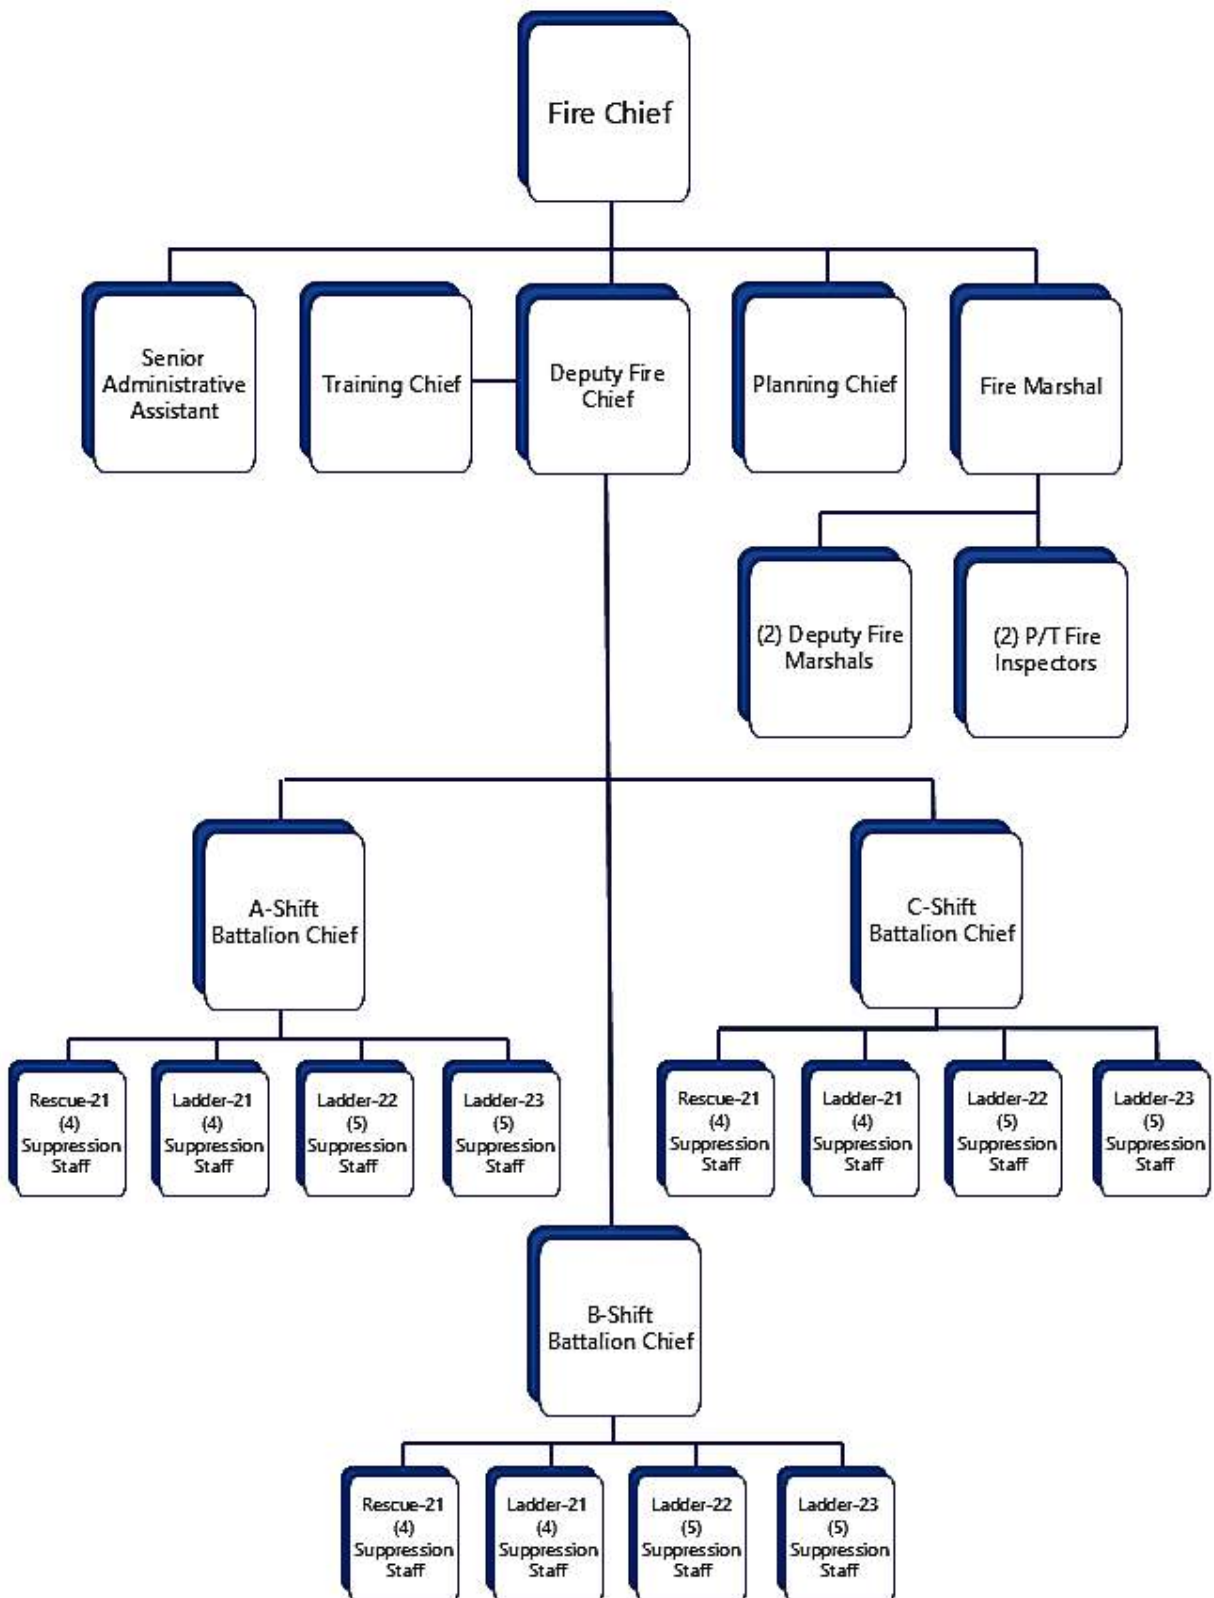 Fire Chief
Senior
Administrative
Assistant
Training Chief
Deputy Fire
Chief
Planning Chief
Fire Marshal
(2) Deputy Fire
Marshals
(2) P/T Fire
Inspectors
A-Shift
Battalion Chief
C-Shift
Battalion Chief
Rescue-21
(4)
Suppression
Staff
Ladder-21
(4)
Suppression
Staff
Ladder-22
(5)
Suppression
Staff
Ladder-23
(5)
Suppression
Staff
Rescue-21
(4)
Suppression
Staff
Ladder-21
(4)
Suppression
Staff
Ladder-22
(5)
Suppression
Staff
Ladder-23
(5)
Suppression
Staff
B-Shift
Battalion Chief
Rescue-21
(4)
Suppression
Staff
Ladder-21
(4)
Suppression
Staff
Ladder-22
(5)
Suppression
Staff
Ladder-23
(5)
Suppression
Staff